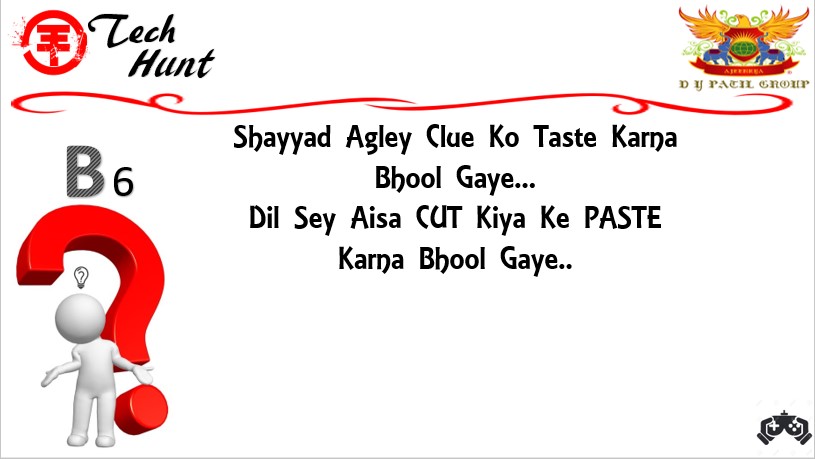 Tech
Hunt
AJEENKYA
D Y PATIL GROUP
B 6
Shayyad Agley Clue Ko Taste Karna
Bhool Gaye...
Dil Sey Aisa CUT Kiya Ke PASTE
Karna Bhool Gaye..
?